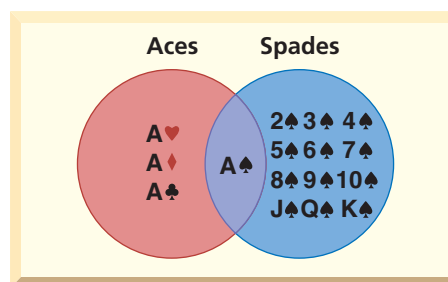 Aces Spades
A♥
A♦
A♣
A♠
2♠ 3♠ 4♠
5♠ 6♠ 7♠
8♠ 9♠ 10♠
J♠ Q♠ K♠